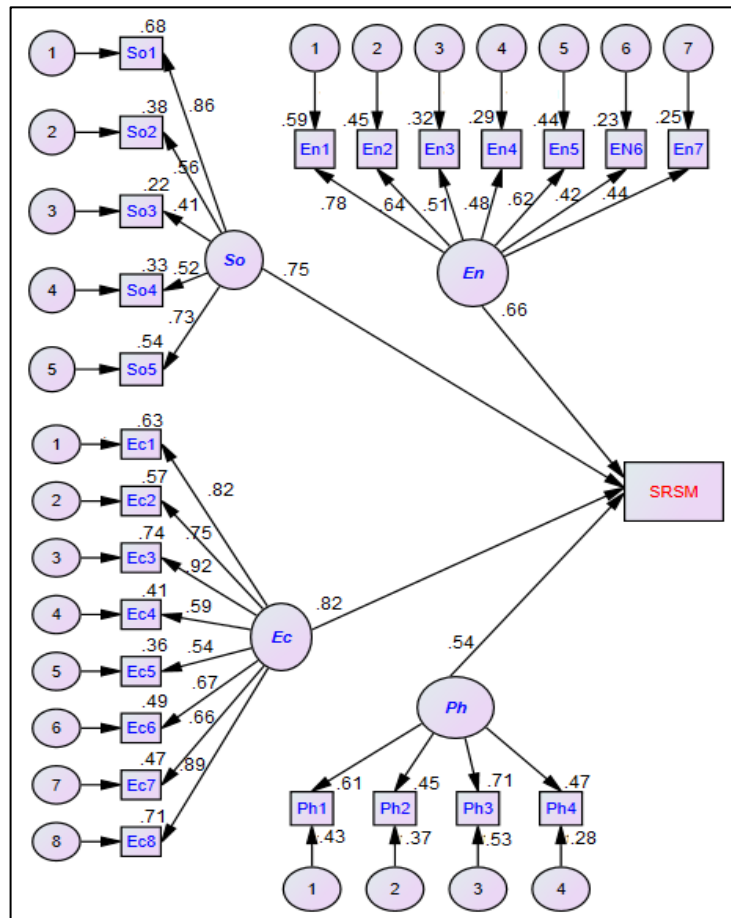 .68
1 So1
.86
.38
2 So2
.56
.22
3 So3
.41
.33
4 So4
.52
.73
.54
5 So5
So
.75
1 2 3 4 5 6 7
.59 .45 .32 .29 .44 .23 .25
En1 En2 En3 En4 En5 EN6 En7
.78 .64 .51 .48 .62 .42 .44
En
.66
.63
1 Ec1
.82
.57
2 Ec2
.75
.74
3 Ec3
.92
.41
4 Ec4
.59
.36
5 Ec5
.54
.49
6 Ec6
.67
.47
7 Ec7
.66
.89
.71
8 Ec8
Ec
.82
SRSM
.54
Ph
.61 .45 .71 .47
Ph1 Ph2 Ph3 Ph4
.43 .37 .53 .28
1 2 3 4